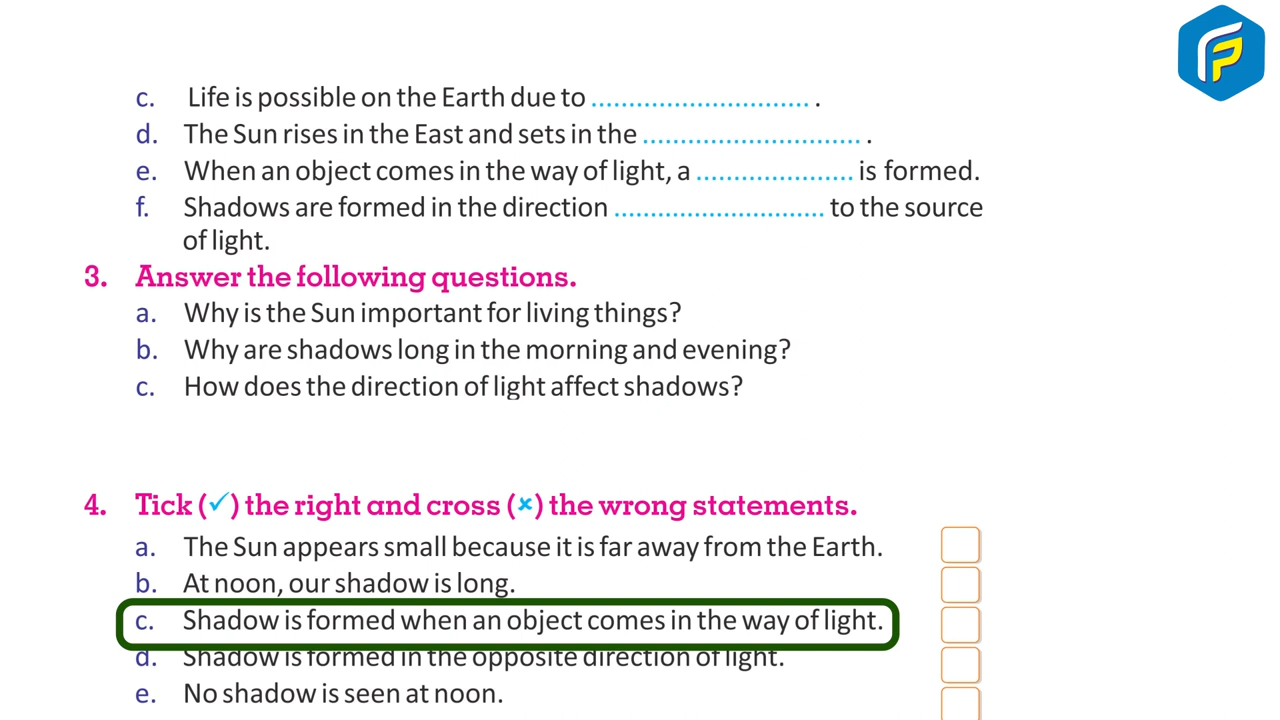 c. Life is possible on the Earth due to ............................. .
d. The Sun rises in the East and sets in the ............................. .
e. When an object comes in the way of light, a ..................... is formed.
f. Shadows are formed in the direction ............................ to the source
of light.
3. Answer the following questions.
a. Why is the Sun important for living things?
b. Why are shadows long in the morning and evening?
c. How does the direction of light affect shadows?
4. Tick (✓) the right and cross (×) the wrong statements.
a. The Sun appears small because it is far away from the Earth.
b. At noon, our shadow is long.
c. Shadow is formed when an object comes in the way of light.
d. Shadow is formed in the opposite direction of light.
e. No shadow is seen at noon.